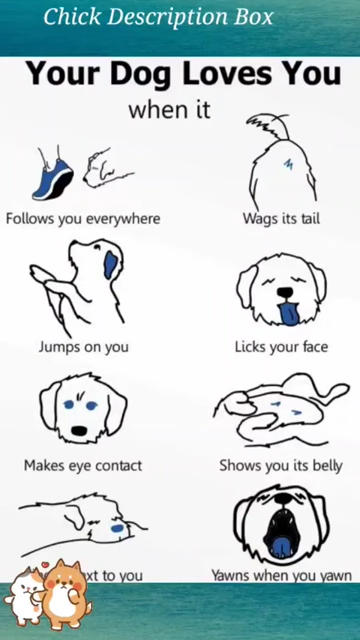 Chick Description Box
Your Dog Loves You
when it
Follows you everywhere
Wags its tail
Jumps on you
Licks your face
Makes eye contact
Shows you its belly
to you
Yawns when you yawn